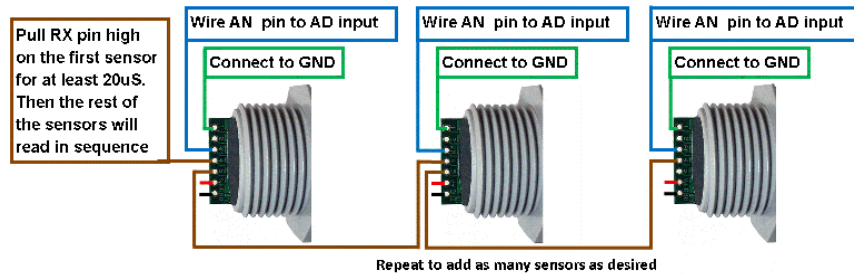 Pull RX pin high
on the first sensor
for at least 20uS.
Then the rest of
the sensors will
read in sequence
Wire AN pin to AD input
Connect to GND
Wire AN pin to AD input
Connect to GND
Wire AN pin to AD input
Connect to GND
Repeat to add as many sensors as desired